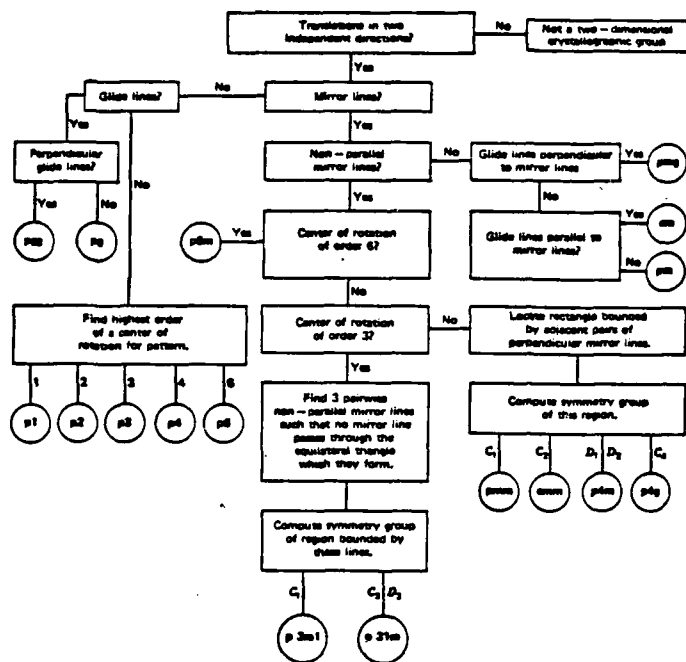 Translations in two
independent directions?
No
Not a two – dimensional
crystallographic group
Yes
Glide lines?
No
Mirror lines?
Yes
Yes
Perpendicular
glide lines?
No
Non – parallel
mirror lines?
No
Glide lines perpendicular
to mirror lines
Yes
pmg
Yes
No
Yes
No
pgg
pg
p6m
Yes
Center of rotation
of order 6?
Glide lines parallel to
mirror lines?
Yes
cm
No
pm
No
Find highest order
of a center of
rotation for pattern.
Center of rotation
of order 3?
No
Locate rectangle bounded
by adjacent pairs of
perpendicular mirror lines.
1
2
3
4
6
Yes
p1
p2
p3
p4
p6
Find 3 pairwise
non – parallel mirror lines
such that no mirror line
passes through the
equilateral triangle
which they form.
Compute symmetry group
of this region.
C₁
C₂
D₁
D₂
C₄
pmm
cmm
p4m
p4g
Compute symmetry group
of region bounded by
these lines.
C₁
C₃
D₃
p 3m1
p 31m